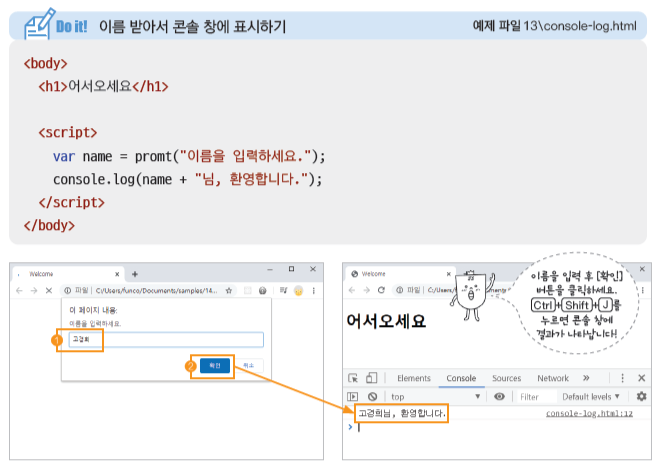 Do it! 이름 받아서 콘솔 창에 표시하기
예제 파일 13\console-log.html
<body>
<h1>어서오세요</h1>
<script>
var name = promt("이름을 입력하세요.");
console.log(name + "님, 환영합니다.");
</script>
</body>
Welcome
파일 C:/Users/funco/Documents/samples/14...
이 페이지 내용:
이름을 입력하세요.
1 고경희
2 확인 취소
Welcome
파일 C:/Users/funco/Documents
어서오세요
이름을 입력 후 [확인]
버튼을 클릭하세요.
Ctrl+Shift+J를
누르면 콘솔 창에
결과가 나타납니다!
Elements Console Sources Network »
top Filter Default levels
고경희님, 환영합니다. console-log.html:12